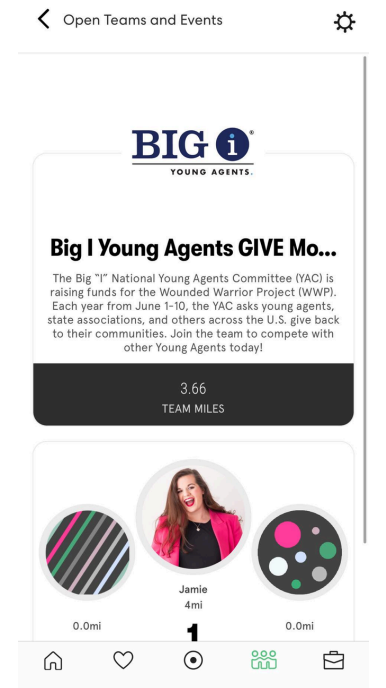 Open Teams and Events
BIG i®
YOUNG AGENTS.
Big I Young Agents GIVE Mo...
The Big “I” National Young Agents Committee (YAC) is
raising funds for the Wounded Warrior Project (WWP).
Each year from June 1-10, the YAC asks young agents,
state associations, and others across the U.S. give back
to their communities. Join the team to compete with
other Young Agents today!
3.66
TEAM MILES
Jamie
4mi
0.0mi
1
0.0mi